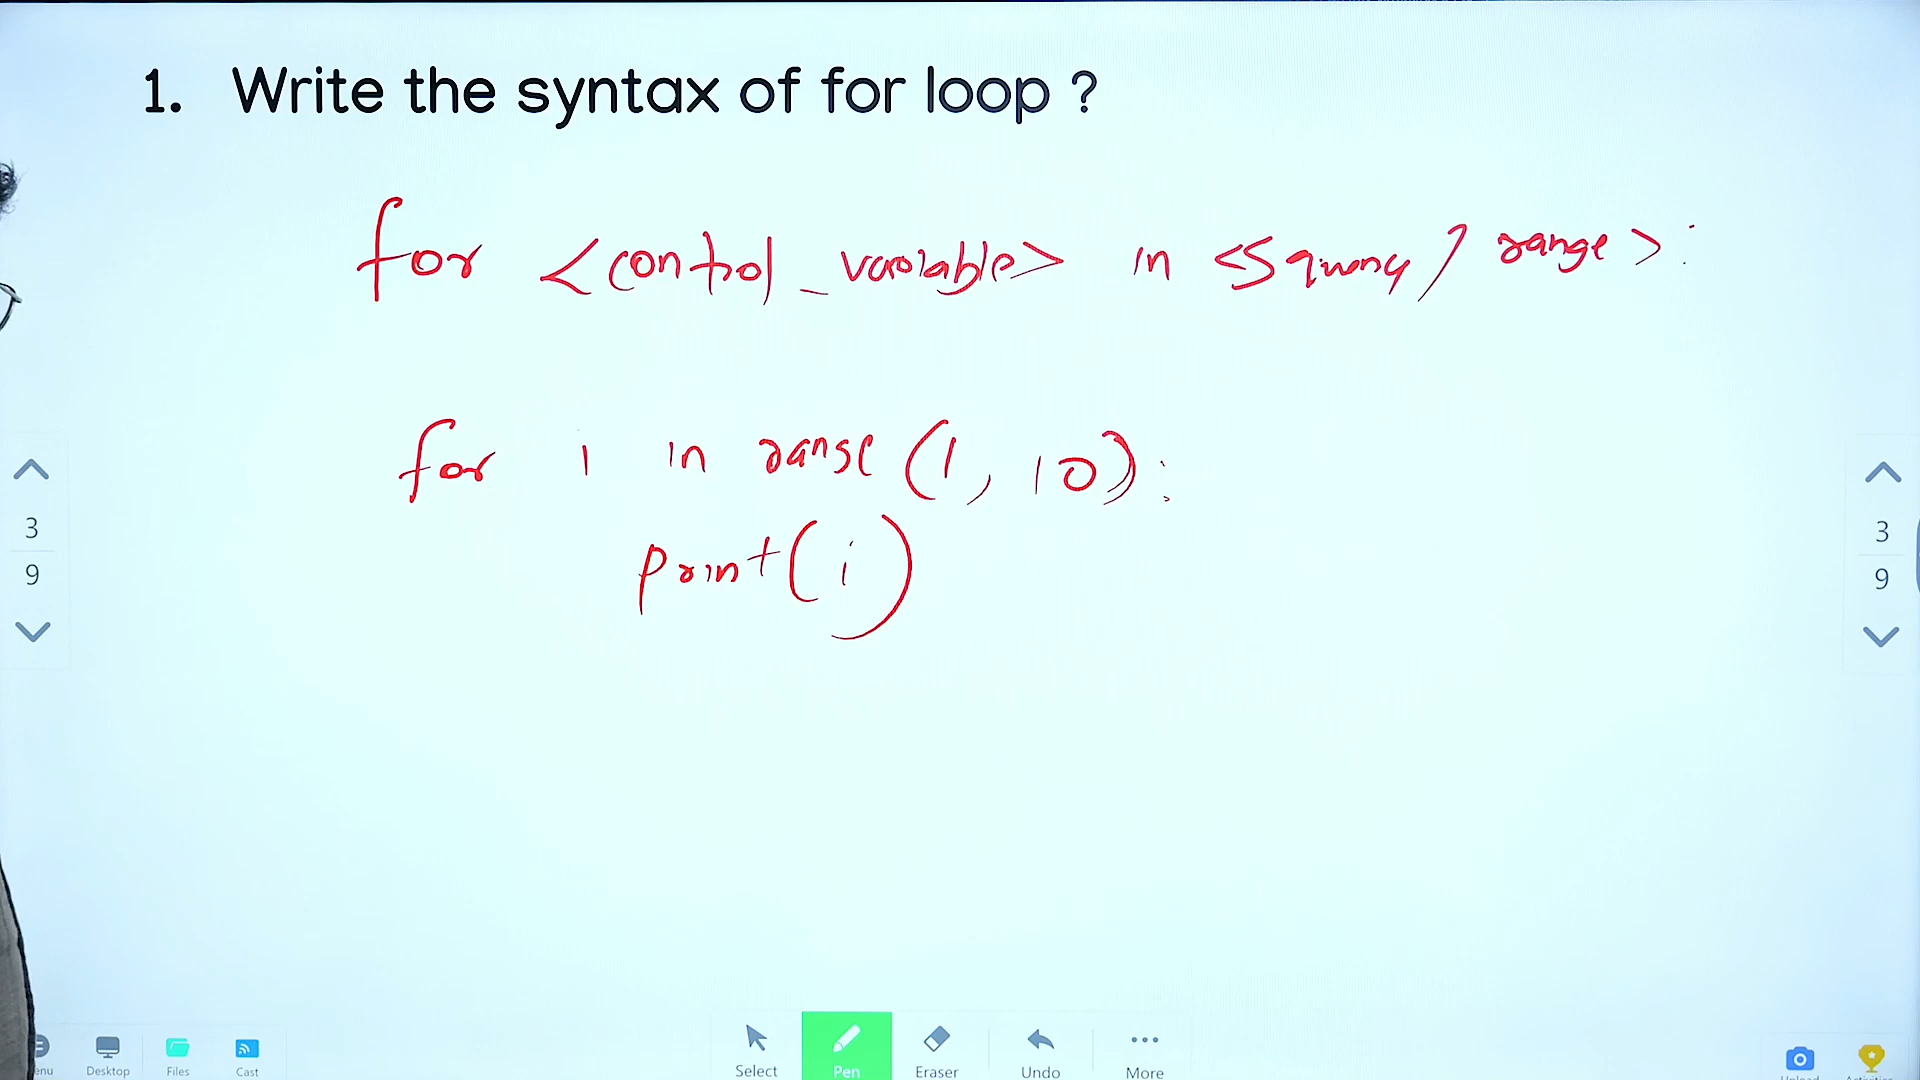 1. Write the syntax of for loop ?
for <control_variable> in < / range>:
for i in range (1, 10):
print(i)
3
9
3
9
enu
Desktop
Files
Cast
Select
Pen
Eraser
Undo
More